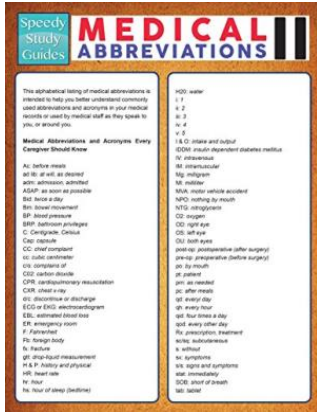 Speedy
Study
Guides
MEDICAL
ABBREVIATIONS
II
This alphabetical listing of medical abbreviations is
intended to help you better understand commonly
used abbreviations and acronyms in your medical
records or used by medical staff as they speak to
you, or around you.
Medical Abbreviations and Acronyms Every
Caregiver Should Know
Ac: before meals
ad lib: at will, as desired
adm: admission, admitted
ASAP: as soon as possible
Bid: twice a day
Bm: bowel movement
BP: blood pressure
BRP: bathroom privileges
C: Centigrade, Celsius
Cap: capsule
CC: chief complaint
cc: cubic centimeter
c/o: complains of
C02: carbon dioxide
CPR: cardiopulmonary resuscitation
CXR: chest x-ray
d/c: discontinue or discharge
ECG or EKG: electrocardiogram
EBL: estimated blood loss
ER: emergency room
F: Fahrenheit
Fb: foreign body
fx: fracture
gtt: drop-liquid measurement
H & P: history and physical
HR: heart rate
hr: hour
hs: hour of sleep (bedtime)
H20: water
i: 1
ii: 2
iii: 3
iv: 4
v: 5
I & O: intake and output
IDDM: insulin dependent diabetes mellitus
IV: intravenous
IM: intramuscular
Mg: milligram
Ml: milliliter
MVA: motor vehicle accident
NPO: nothing by mouth
NTG: nitroglycerin
O2: oxygen
OD: right eye
OS: left eye
OU: both eyes
post-op: postoperative (after surgery)
pre-op: preoperative (before surgery)
po: by mouth
pt: patient
prn: as needed
pc: after meals
qd: every day
qh: every hour
qid: four times a day
qod: every other day
Rx: prescription, treatment
sc/sq: subcutaneous
s: without
sx: symptoms
s/s: signs and symptoms
stat: immediately
SOB: short of breath
tab: tablet